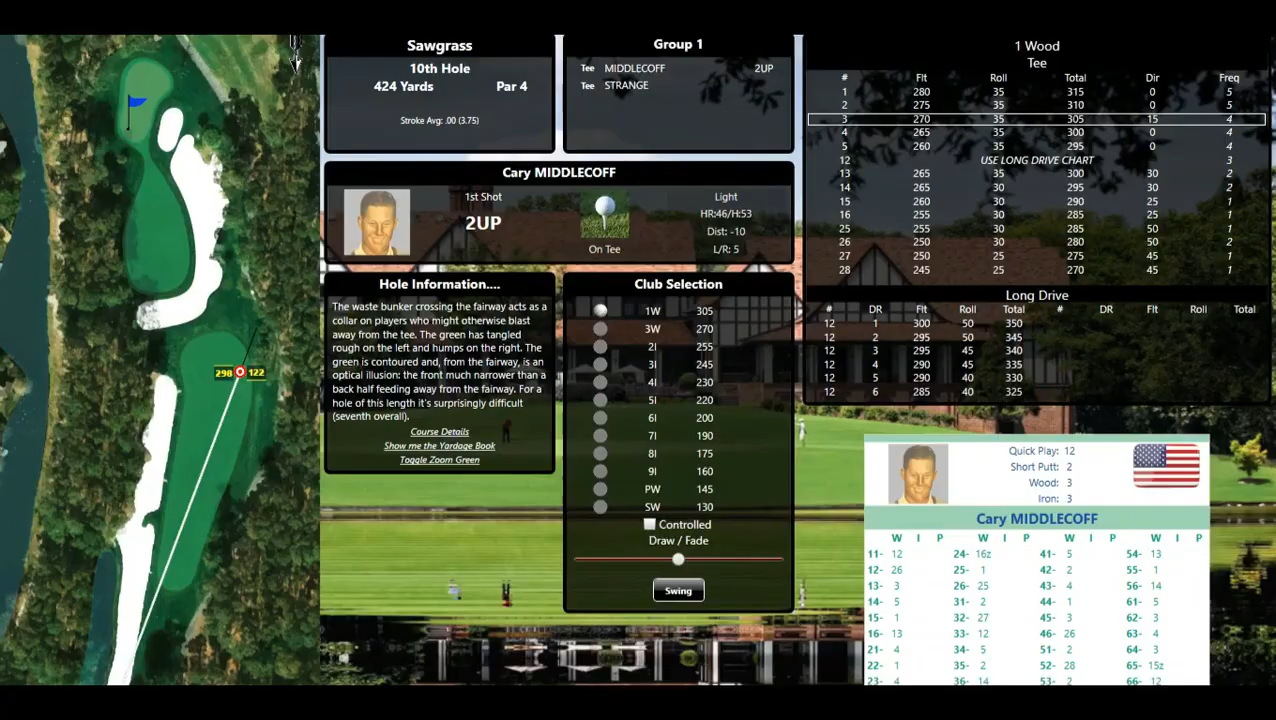 Sawgrass
10th Hole
424 Yards Par 4
Stroke Avg: .00 (3.75)
Group 1
Tee MIDDLECOFF 2UP
Tee STRANGE
Cary MIDDLECOFF
1st Shot
2UP
On Tee
Light
HR:46/H:53
Dist: -10
L/R: 5
Hole Information....
The waste bunker crossing the fairway acts as a
collar on players who might otherwise blast
away from the tee. The green has tangled
rough on the left and humps on the right. The
green is contoured and, from the fairway, is an
optical illusion: the front much narrower than a
back half feeding away from the fairway. For a
hole of this length it's surprisingly difficult
(seventh overall).
Course Details
Show me the Yardage Book
Toggle Zoom Green
298 122
Club Selection
1W 305
3W 270
2I 255
3I 245
4I 230
5I 220
6I 200
7I 190
8I 175
9I 160
PW 145
SW 130
Controlled
Draw / Fade
Swing
1 Wood
Tee
# Flt Roll Total Dir Freq
1 280 35 315 0 5
2 275 35 310 0 5
3 270 35 305 15 4
4 265 35 300 0 4
5 260 35 295 0 4
12 USE LONG DRIVE CHART 3
13 265 35 300 30 2
14 265 30 295 30 2
15 260 30 290 25 1
16 255 30 285 25 1
25 255 30 285 50 1
26 250 30 280 50 2
27 250 25 275 45 1
28 245 25 270 45 1
Long Drive
# DR Flt Roll Total # DR Flt Roll Total
12 1 300 50 350
12 2 295 50 345
12 3 295 45 340
12 4 290 45 335
12 5 290 40 330
12 6 285 40 325
Quick Play: 12
Short Putt: 2
Wood: 3
Iron: 3
Cary MIDDLECOFF
W I P W I P W I P W I P
11- 12 24- 16z 41- 5 54- 13
12- 26 25- 1 42- 2 55- 1
13- 3 26- 25 43- 4 56- 14
14- 5 31- 2 44- 1 61- 5
15- 1 32- 27 45- 3 62- 3
16- 13 33- 12 46- 26 63- 4
21- 4 34- 5 51- 2 64- 3
22- 1 35- 2 52- 28 65- 15z
23- 4 36- 14 53- 2 66- 12